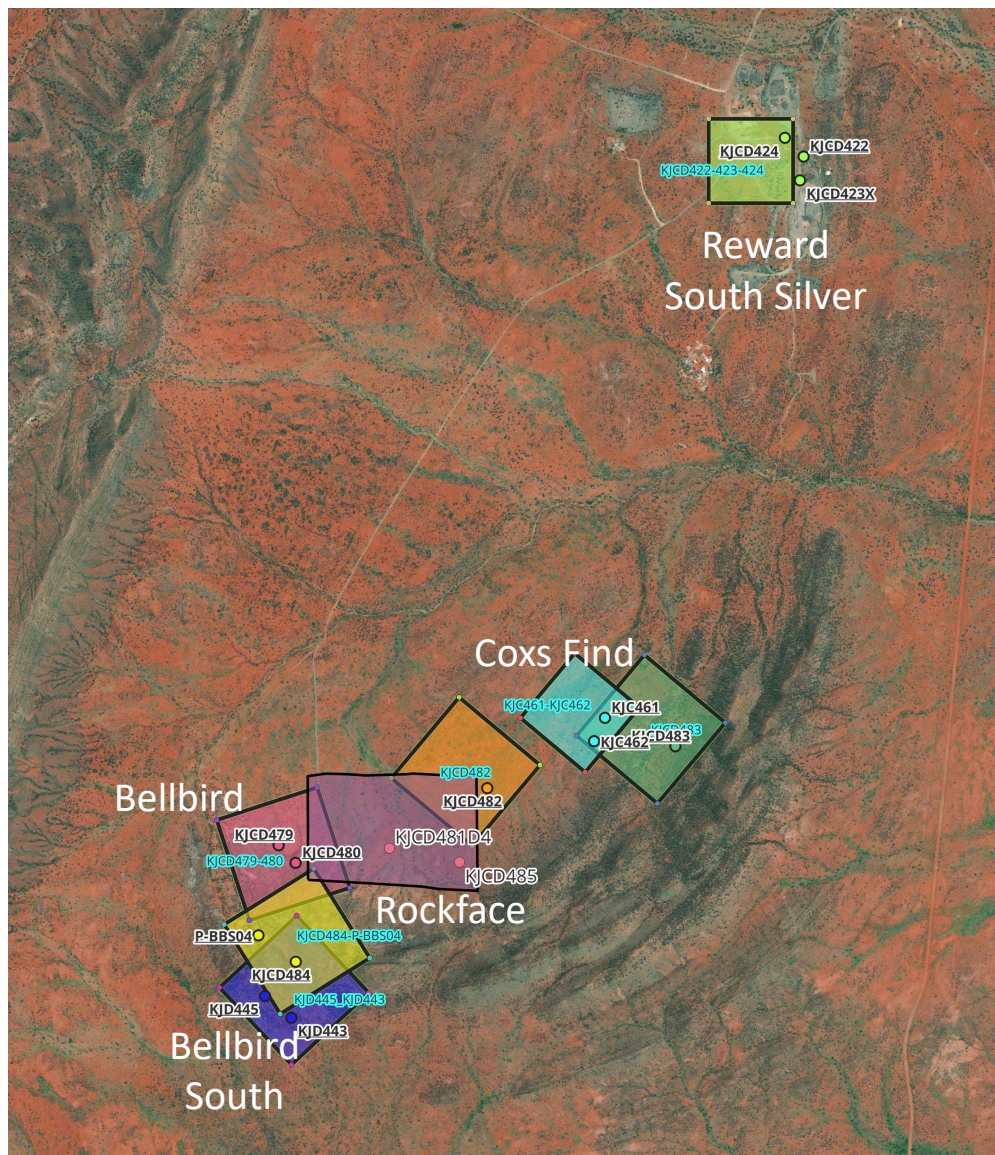 KJCD424
KJCD422
KJCD422-423-424
KJCD423X
Reward
South Silver
Coxs Find
KJC461-KJC462
KJC461
KJCD483
KJCD483
KJC462
KJCD482
KJCD482
Bellbird
KJCD479
KJCD480
KJCD479-480
KJCD481D4
KJCD485
Rockface
P-BBS04
KJCD484-P-BBS04
KJCD484
KJD445_KJD443
KJD445
KJD443
Bellbird
South